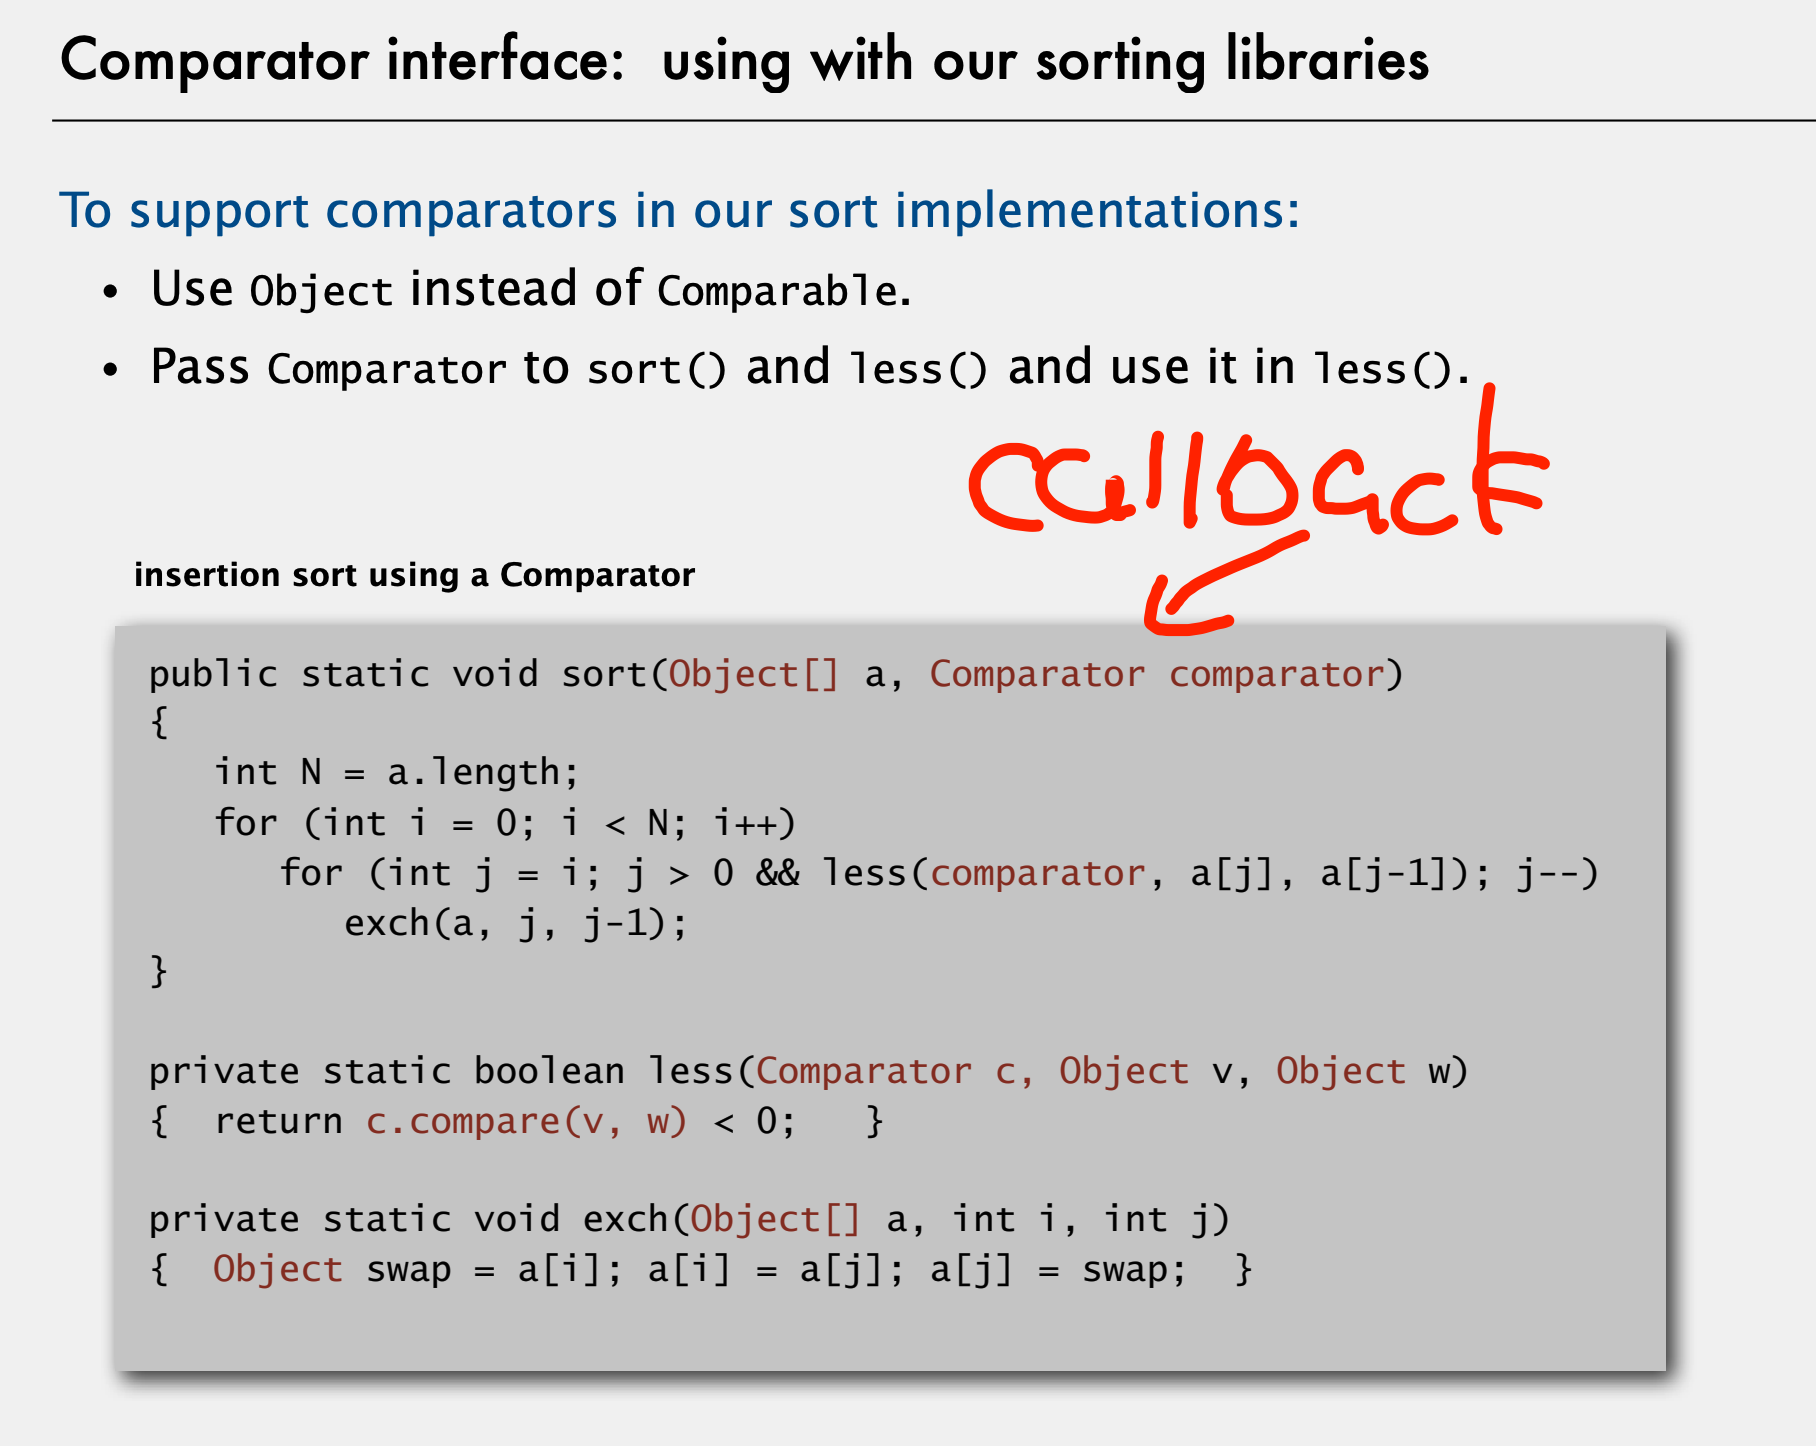 Comparator interface: using with our sorting libraries
To support comparators in our sort implementations:
• Use Object instead of Comparable.
• Pass Comparator to sort() and less() and use it in less().
callback
insertion sort using a Comparator
public static void sort(Object[] a, Comparator comparator)
{
   int N = a.length;
   for (int i = 0; i < N; i++)
      for (int j = i; j > 0 && less(comparator, a[j], a[j-1]); j--)
         exch(a, j, j-1);
}
private static boolean less(Comparator c, Object v, Object w)
{  return c.compare(v, w) < 0;   }
private static void exch(Object[] a, int i, int j)
{  Object swap = a[i]; a[i] = a[j]; a[j] = swap;  }